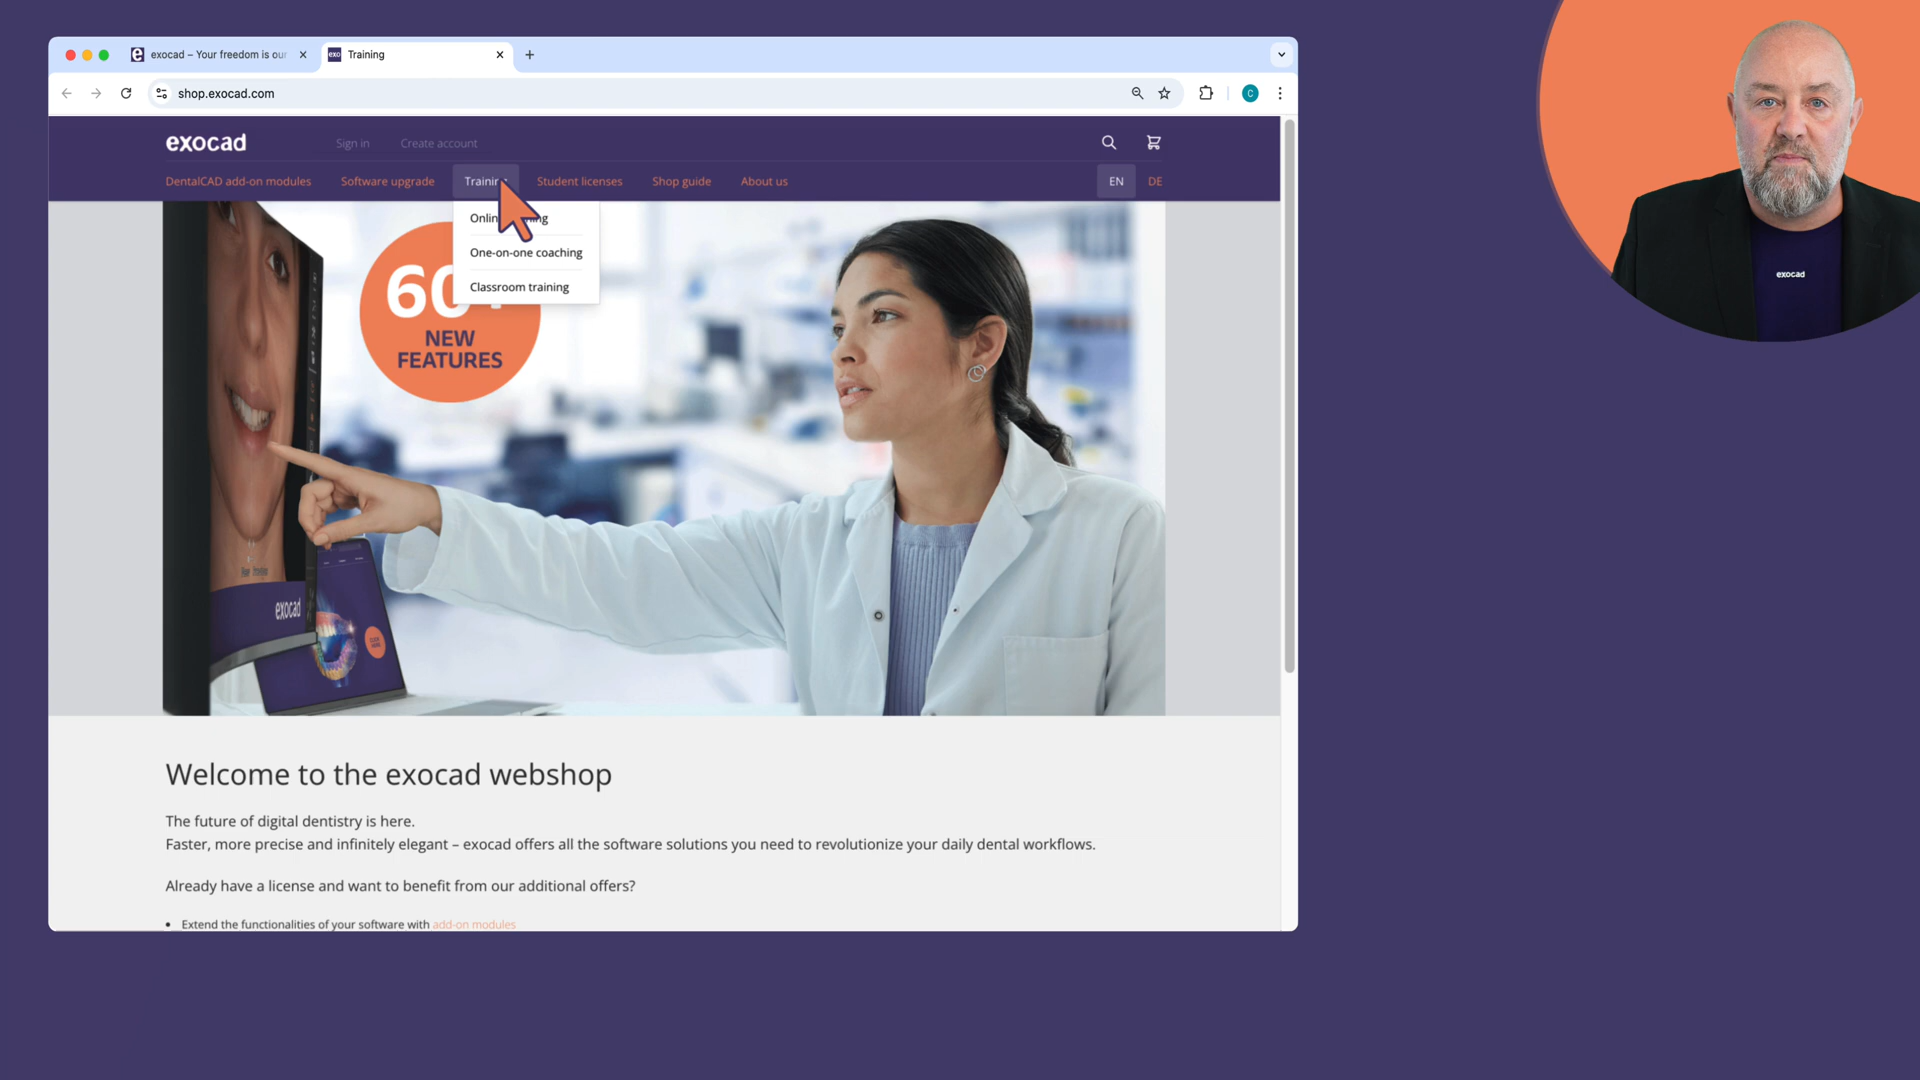 exocad – Your freedom is our
Training
shop.exocad.com
exocad
Sign in
Create account
DentalCAD add-on modules
Software upgrade
Training
Student licenses
Shop guide
About us
EN
DE
One-on-one coaching
Classroom training
NEW
FEATURES
exocad
Welcome to the exocad webshop
The future of digital dentistry is here.
Faster, more precise and infinitely elegant – exocad offers all the software solutions you need to revolutionize your daily dental workflows.
Already have a license and want to benefit from our additional offers?
• Extend the functionalities of your software with add-on modules
exocad